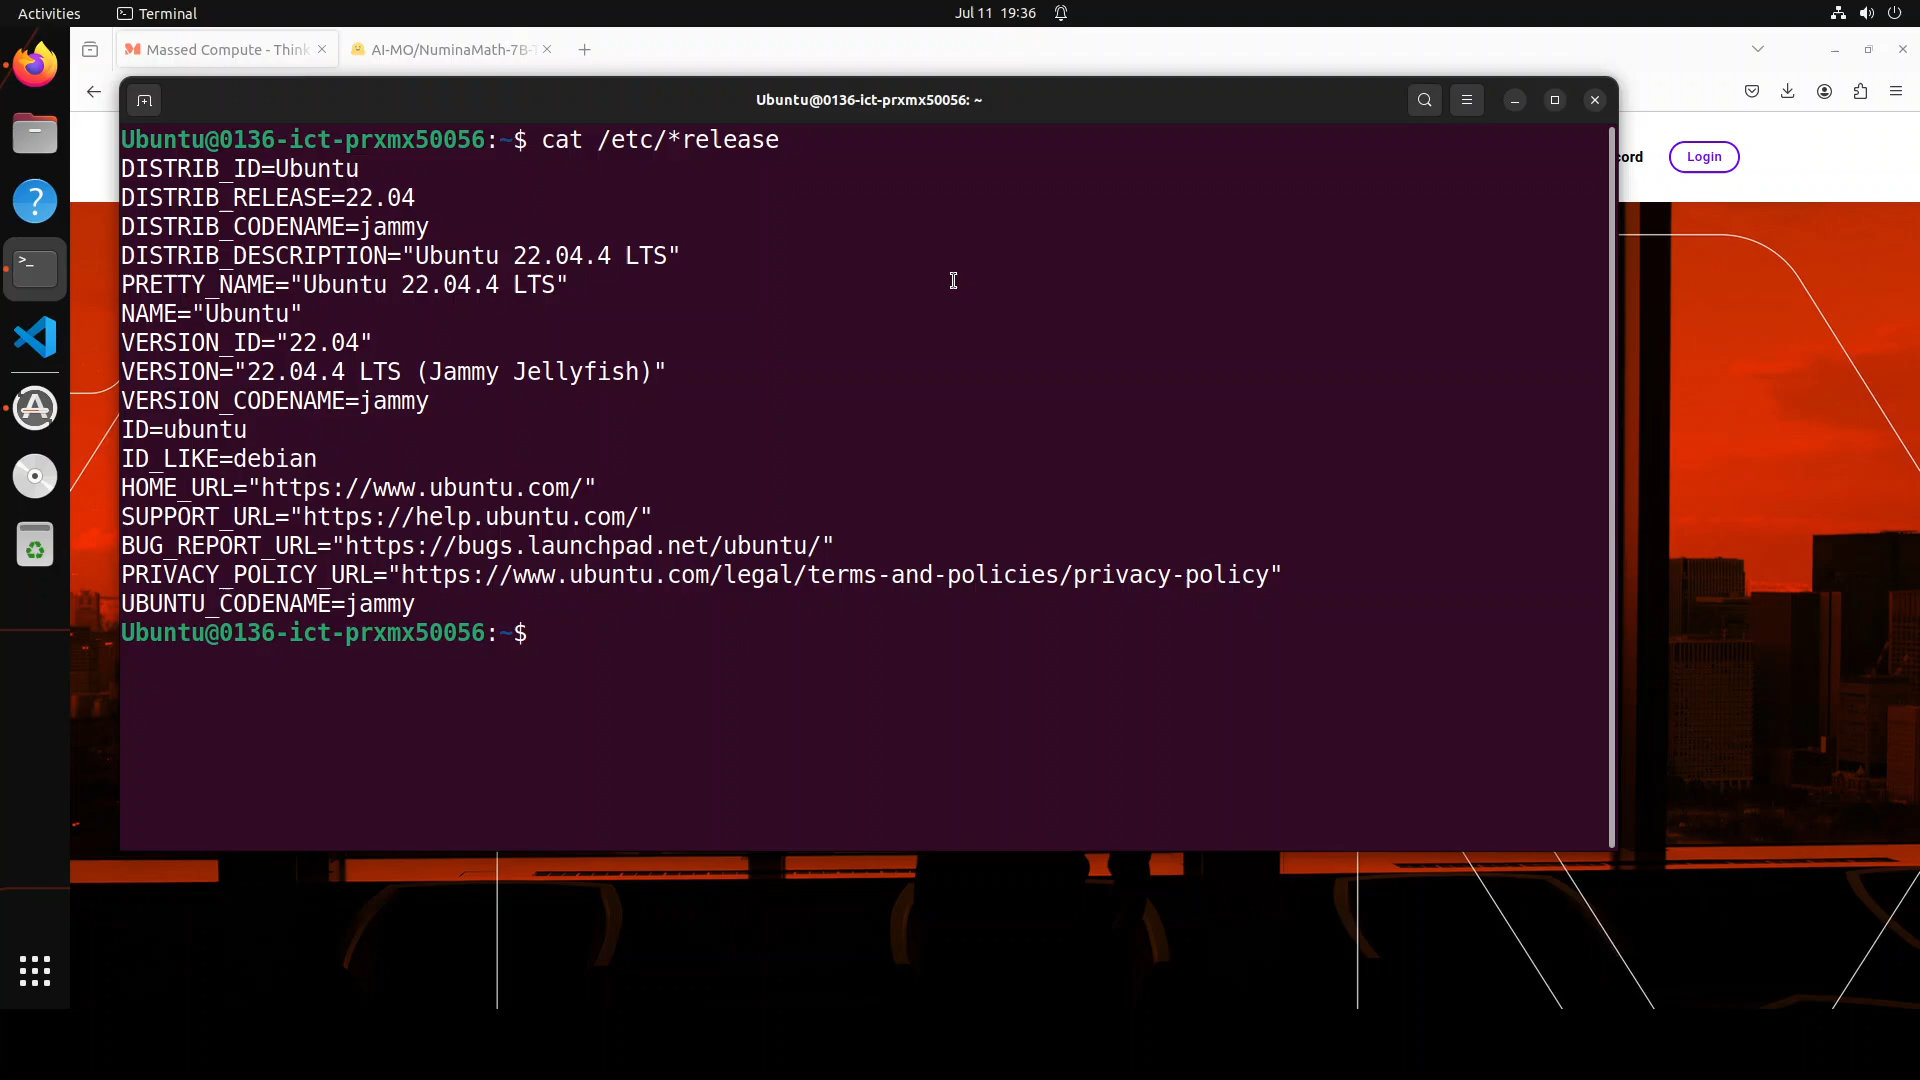 Activities Terminal Jul 11 19:36
Massed Compute - Think AI-MO/NuminaMath-7B-T
Ubuntu@0136-ict-prxmx50056: ~
cord Login
Ubuntu@0136-ict-prxmx50056:~$ cat /etc/*release
DISTRIB_ID=Ubuntu
DISTRIB_RELEASE=22.04
DISTRIB_CODENAME=jammy
DISTRIB_DESCRIPTION="Ubuntu 22.04.4 LTS"
PRETTY_NAME="Ubuntu 22.04.4 LTS"
NAME="Ubuntu"
VERSION_ID="22.04"
VERSION="22.04.4 LTS (Jammy Jellyfish)"
VERSION_CODENAME=jammy
ID=ubuntu
ID_LIKE=debian
HOME_URL="https://www.ubuntu.com/"
SUPPORT_URL="https://help.ubuntu.com/"
BUG_REPORT_URL="https://bugs.launchpad.net/ubuntu/"
PRIVACY_POLICY_URL="https://www.ubuntu.com/legal/terms-and-policies/privacy-policy"
UBUNTU_CODENAME=jammy
Ubuntu@0136-ict-prxmx50056:~$